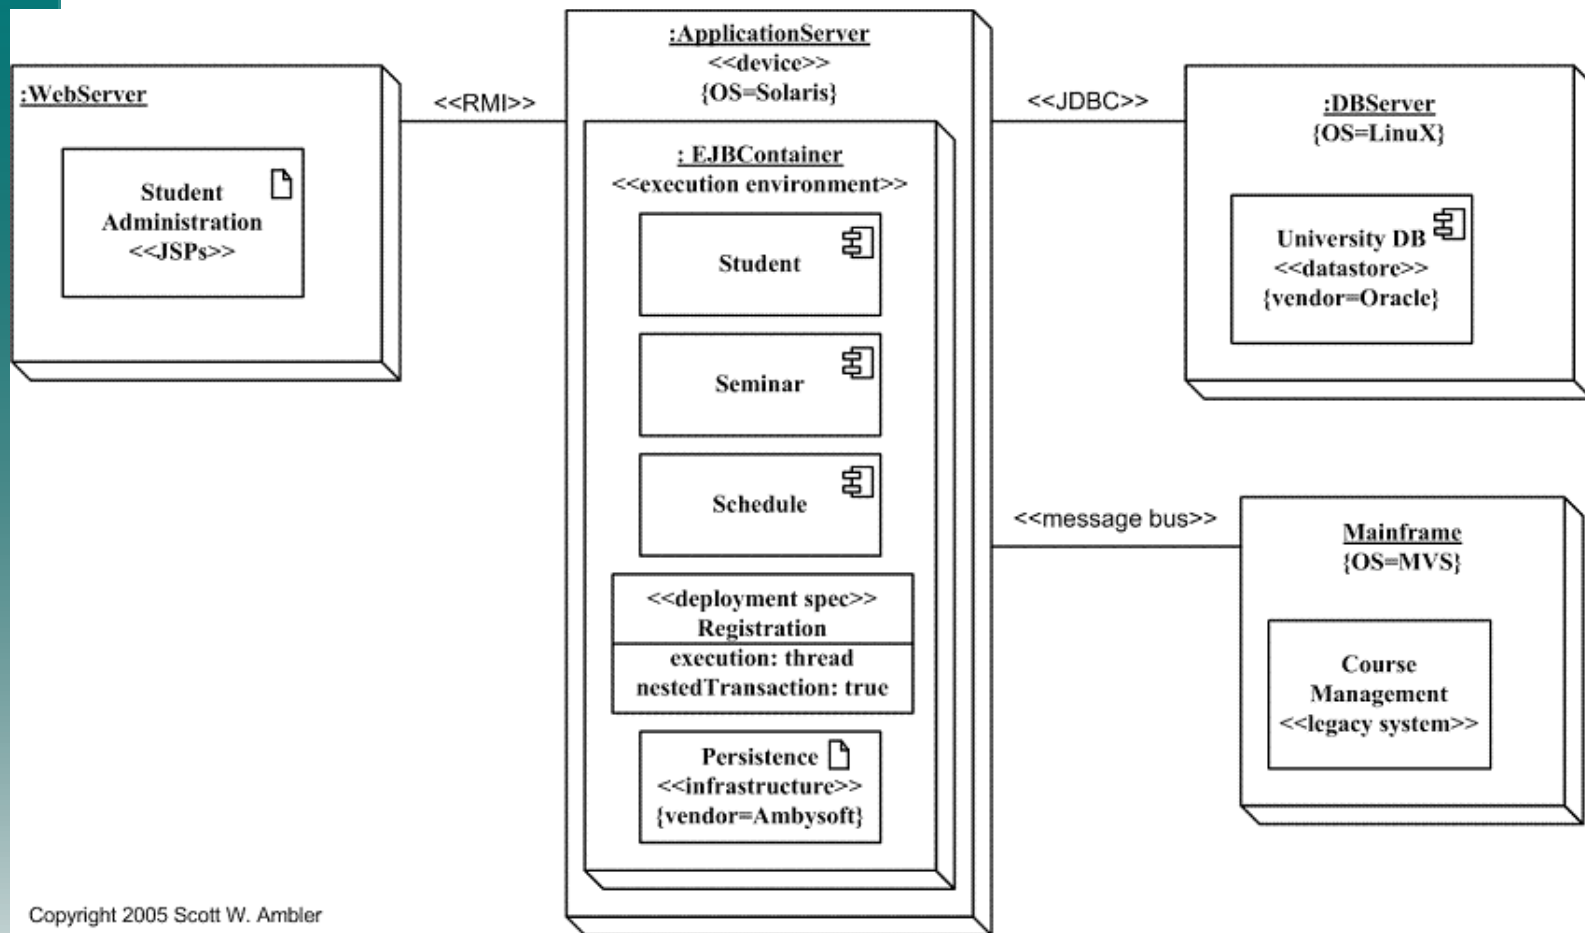 :WebServer
Student
Administration
<<JSPs>>
<<RMI>>
:ApplicationServer
<<device>>
{OS=Solaris}
: EJBContainer
<<execution environment>>
Student
Seminar
Schedule
<<deployment spec>>
Registration
execution: thread
nestedTransaction: true
Persistence
<<infrastructure>>
{vendor=Ambysoft}
<<JDBC>>
:DBServer
{OS=LinuX}
University DB
<<datastore>>
{vendor=Oracle}
<<message bus>>
Mainframe
{OS=MVS}
Course
Management
<<legacy system>>
Copyright 2005 Scott W. Ambler